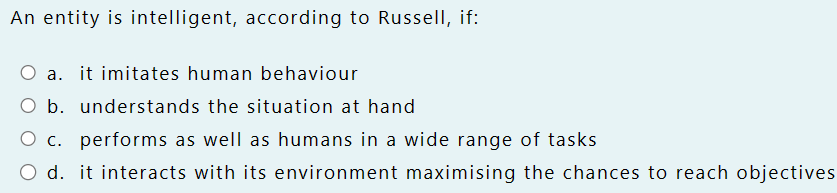 An entity is intelligent, according to Russell, if:
a. it imitates human behaviour
b. understands the situation at hand
c. performs as well as humans in a wide range of tasks
d. it interacts with its environment maximising the chances to reach objectives